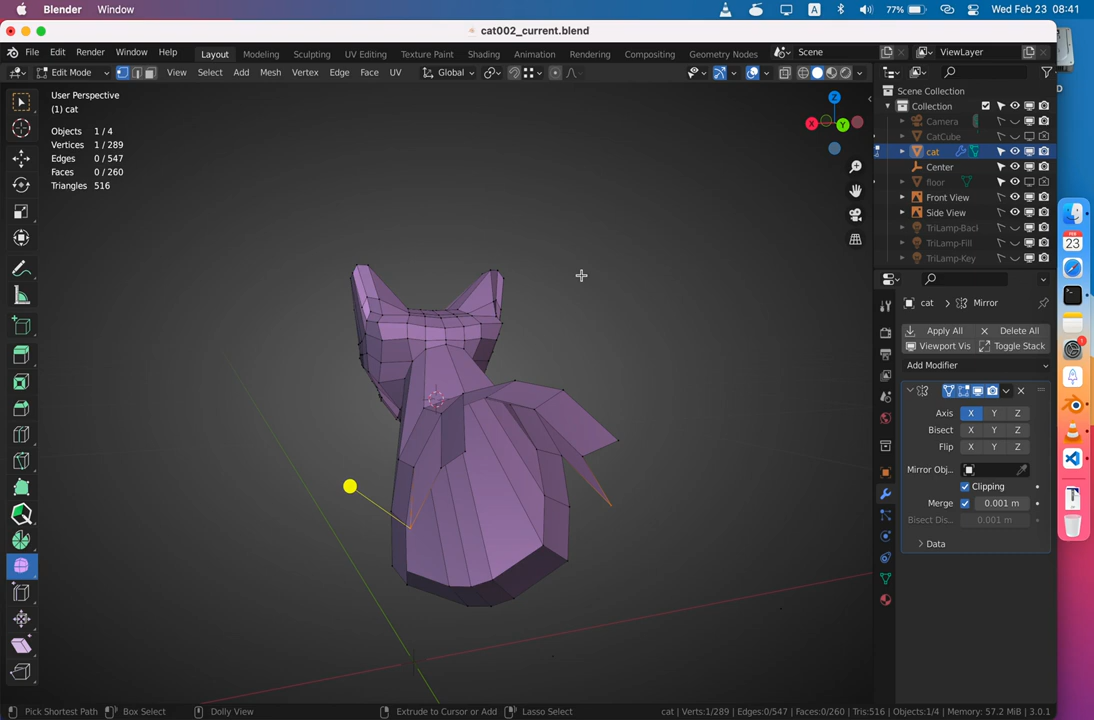 Blender Window A 77% Wed Feb 23 08:41
cat002_current.blend
File Edit Render Window Help Layout Modeling Sculpting UV Editing Texture Paint Shading Animation Rendering Compositing Geometry Nodes Scene ViewLayer
Edit Mode View Select Add Mesh Vertex Edge Face UV Global
User Perspective
(1) cat
Objects 1 / 4
Vertices 1 / 289
Edges 0 / 547
Faces 0 / 260
Triangles 516
Z
X
Y
Scene Collection
Collection
Camera
CatCube
cat
Center
floor
Front View
Side View
TriLamp-Back
TriLamp-Fill
TriLamp-Key
FEB
23
1
cat > Mirror
Apply All Delete All
Viewport Vis Toggle Stack
Add Modifier
Axis X Y Z
Bisect X Y Z
Flip X Y Z
Mirror Obj..
Clipping
Merge 0.001 m
Bisect Dis... 0.001 m
Data
Pick Shortest Path Box Select Dolly View Extrude to Cursor or Add Lasso Select cat | Verts:1/289 | Edges:0/547 | Faces:0/260 | Tris:516 | Objects:1/4 | Memory: 57.2 MiB | 3.0.1